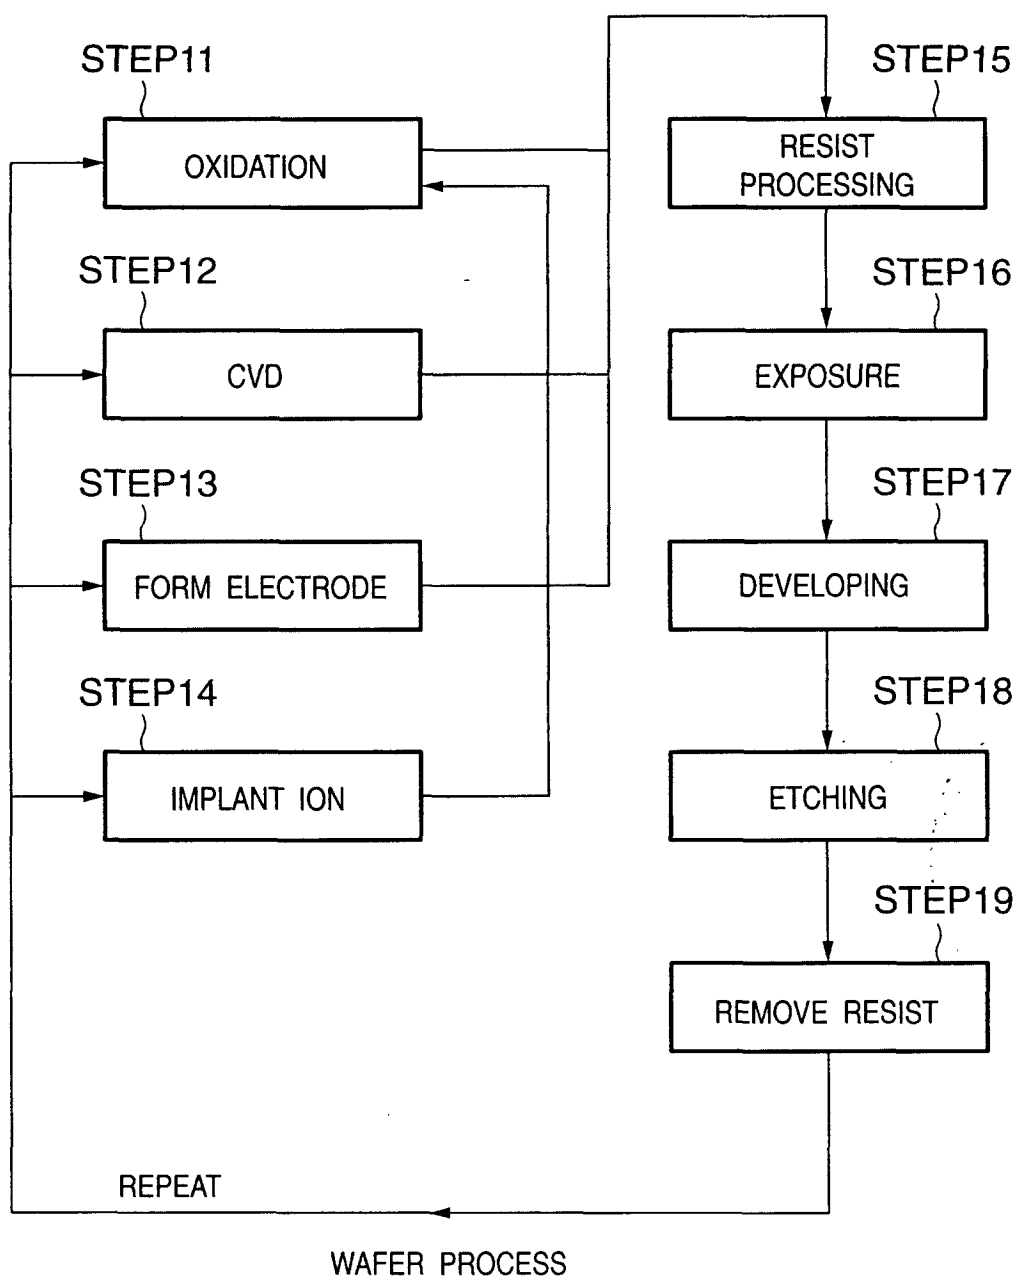 STEP11
OXIDATION
STEP12
CVD
STEP13
FORM ELECTRODE
STEP14
IMPLANT ION
STEP15
RESIST
PROCESSING
STEP16
EXPOSURE
STEP17
DEVELOPING
STEP18
ETCHING
STEP19
REMOVE RESIST
REPEAT
WAFER PROCESS